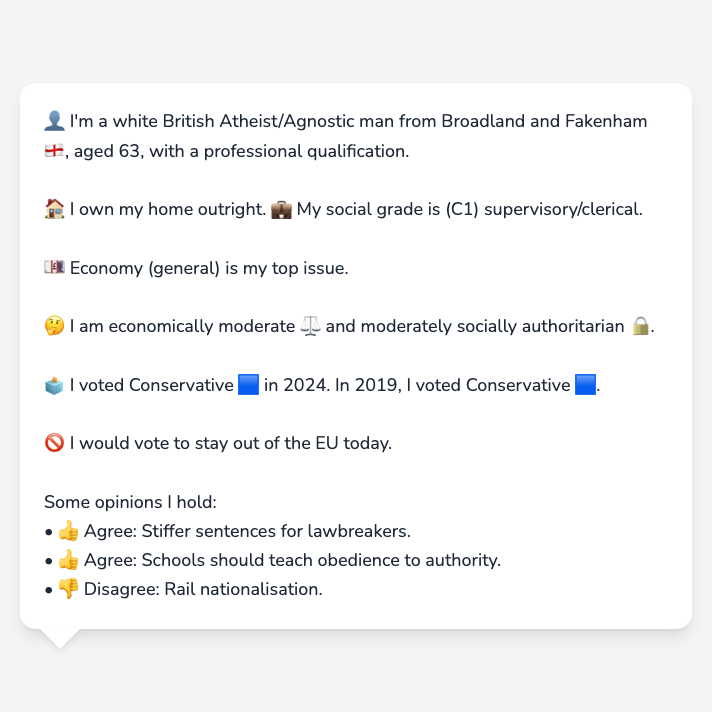 👤 I'm a white British Atheist/Agnostic man from Broadland and Fakenham
🏴󠁧󠁢󠁥󠁮󠁧󠁿, aged 63, with a professional qualification.
🏠 I own my home outright. 💼 My social grade is (C1) supervisory/clerical.
💷 Economy (general) is my top issue.
🤔 I am economically moderate ⚖️ and moderately socially authoritarian 🔒.
🗳️ I voted Conservative 🟦 in 2024. In 2019, I voted Conservative 🟦.
🚫 I would vote to stay out of the EU today.
Some opinions I hold:
• 👍 Agree: Stiffer sentences for lawbreakers.
• 👍 Agree: Schools should teach obedience to authority.
• 👎 Disagree: Rail nationalisation.